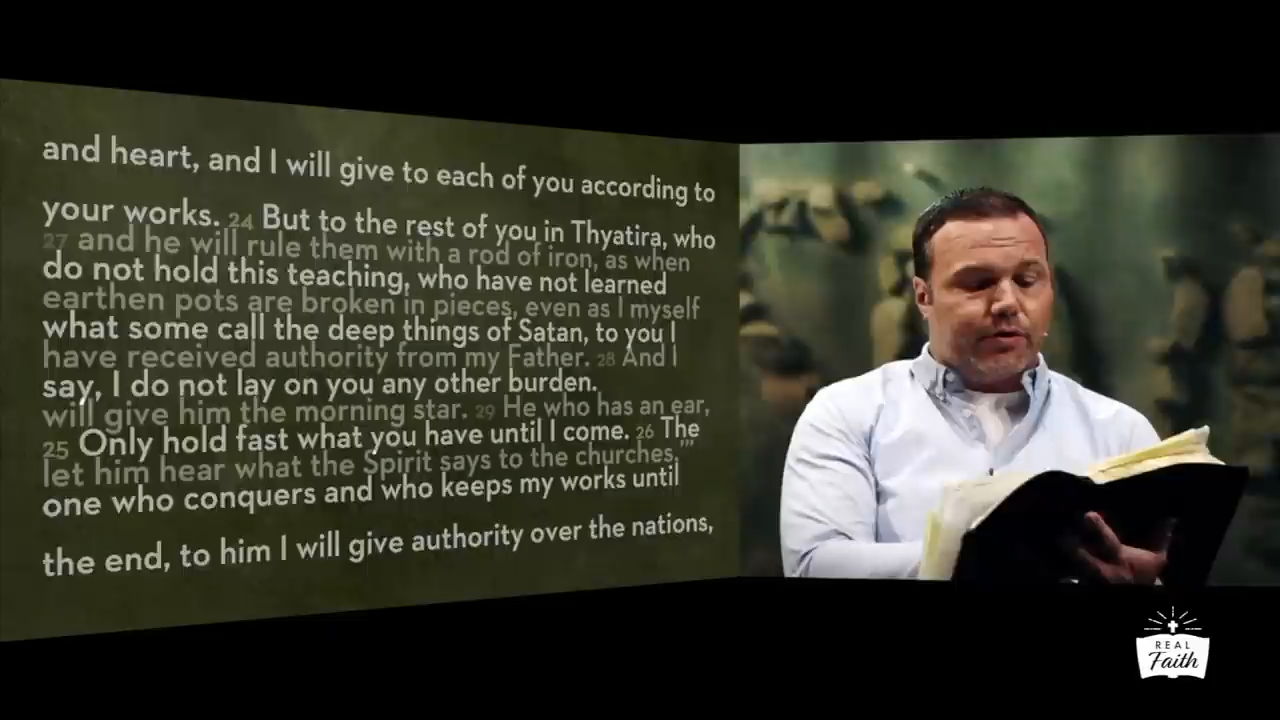 and heart, and I will give to each of you according to
your works. 24 But to the rest of you in Thyatira, who
27 and he will rule them with a rod of iron, as when
do not hold this teaching, who have not learned
earthen pots are broken in pieces, even as I myself
what some call the deep things of Satan, to you I
have received authority from my Father. 28 And I
say, I do not lay on you any other burden.
will give him the morning star. 29 He who has an ear,
25 Only hold fast what you have until I come. 26 The
let him hear what the Spirit says to the churches.’”
one who conquers and who keeps my works until
the end, to him I will give authority over the nations,
REAL
Faith